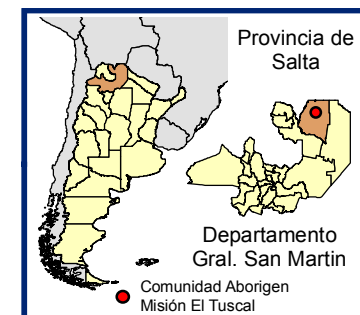 Provincia de
Salta
Departamento
Gral. San Martin
Comunidad Aborigen
Misión El Tuscal